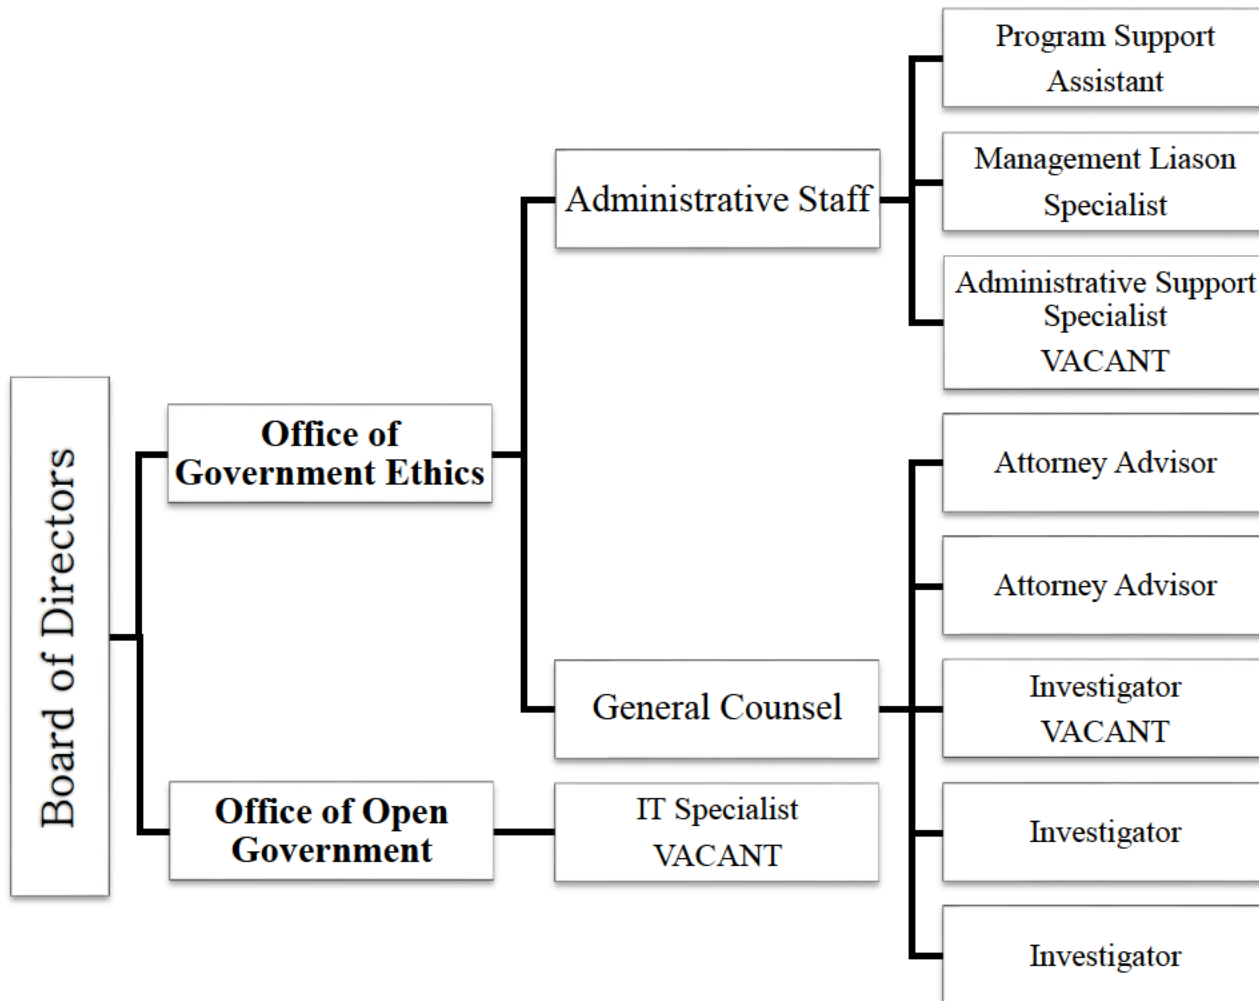 Board of Directors
Office of
Government Ethics
Office of Open
Government
Administrative Staff
General Counsel
IT Specialist
VACANT
Program Support
Assistant
Management Liason
Specialist
Administrative Support
Specialist
VACANT
Attorney Advisor
Attorney Advisor
Investigator
VACANT
Investigator
Investigator